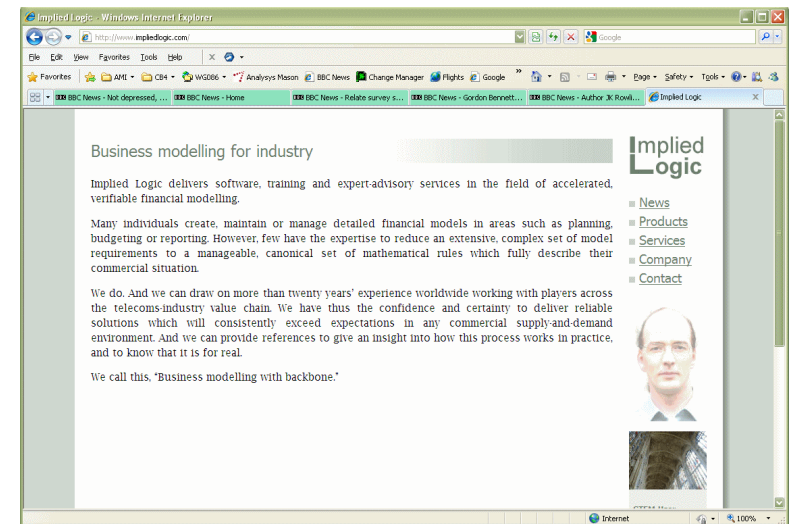 Implied Logic - Windows Internet Explorer
http://www.impliedlogic.com/
Google
File Edit View Favorites Tools Help
X
Favorites AMI CB4 WG086 Analysys Mason BBC News Change Manager Flights Google » Page Safety Tools
BBC News - Not depressed, ... BBC News - Home BBC News - Relate survey s... BBC News - Gordon Bennett... BBC News - Author JK Rowli... Implied Logic X
Business modelling for industry
Implied Logic delivers software, training and expert-advisory services in the field of accelerated,
verifiable financial modelling.
Many individuals create, maintain or manage detailed financial models in areas such as planning,
budgeting or reporting. However, few have the expertise to reduce an extensive, complex set of model
requirements to a manageable, canonical set of mathematical rules which fully describe their
commercial situation.
We do. And we can draw on more than twenty years' experience worldwide working with players across
the telecoms-industry value chain. We have thus the confidence and certainty to deliver reliable
solutions which will consistently exceed expectations in any commercial supply-and-demand
environment. And we can provide references to give an insight into how this process works in practice,
and to know that it is for real.
We call this, "Business modelling with backbone."
Implied
Logic
News
Products
Services
Company
Contact
Internet 100%